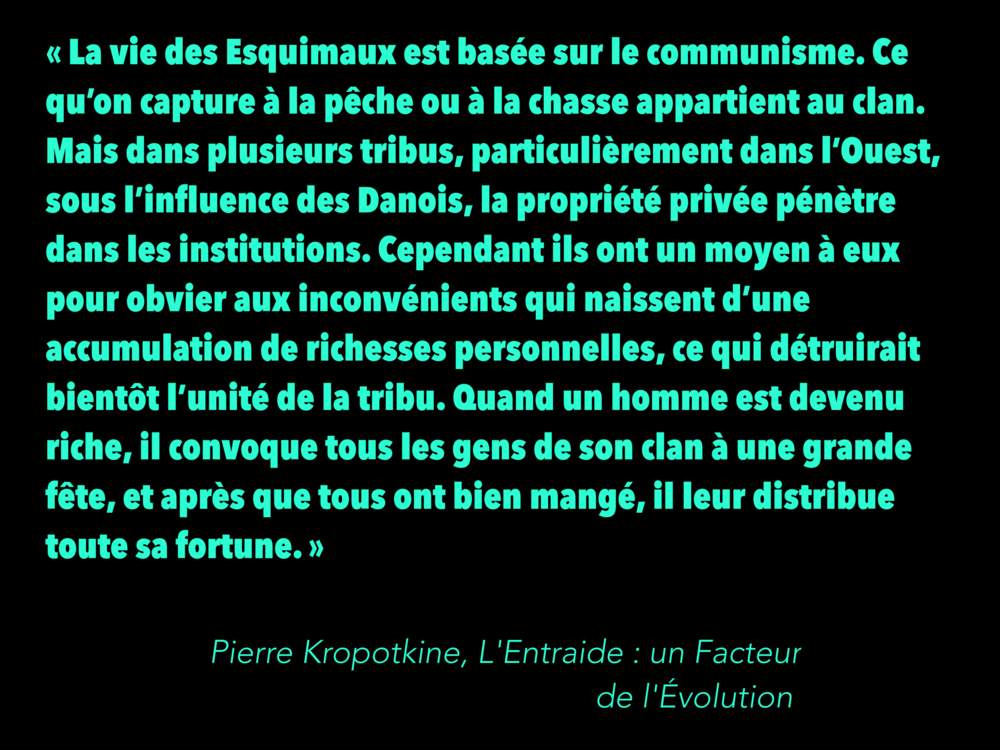 « La vie des Esquimaux est basée sur le communisme. Ce
qu’on capture à la pêche ou à la chasse appartient au clan.
Mais dans plusieurs tribus, particulièrement dans l’Ouest,
sous l’influence des Danois, la propriété privée pénètre
dans les institutions. Cependant ils ont un moyen à eux
pour obvier aux inconvénients qui naissent d’une
accumulation de richesses personnelles, ce qui détruirait
bientôt l’unité de la tribu. Quand un homme est devenu
riche, il convoque tous les gens de son clan à une grande
fête, et après que tous ont bien mangé, il leur distribue
toute sa fortune. »
Pierre Kropotkine, L'Entraide : un Facteur
de l'Évolution